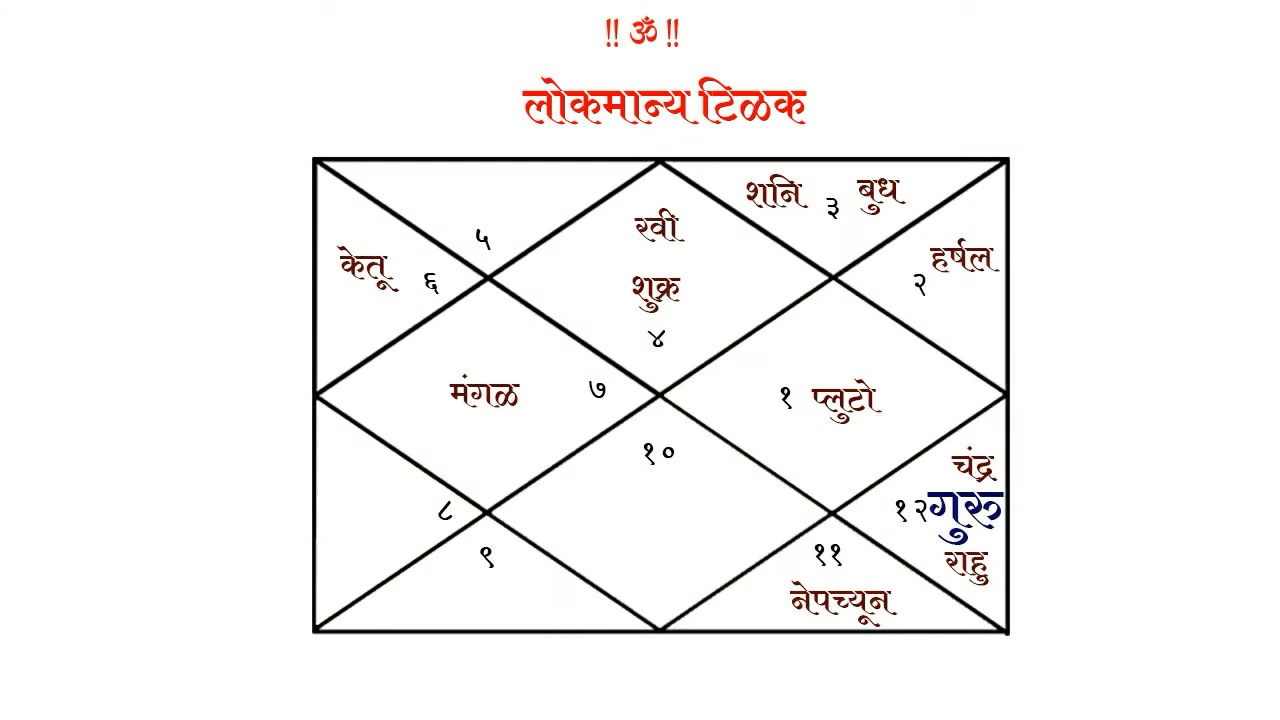 !! ॐ !!
लोकमान्य टिळक
शनि ३ बुध
रवी
५
हर्षल
केतू ६
२
शुक्र
४
मंगळ ७
१ प्लुटो
१०
चंद्र
८
१२ गुरु
९
११
राहु
नेपच्यून